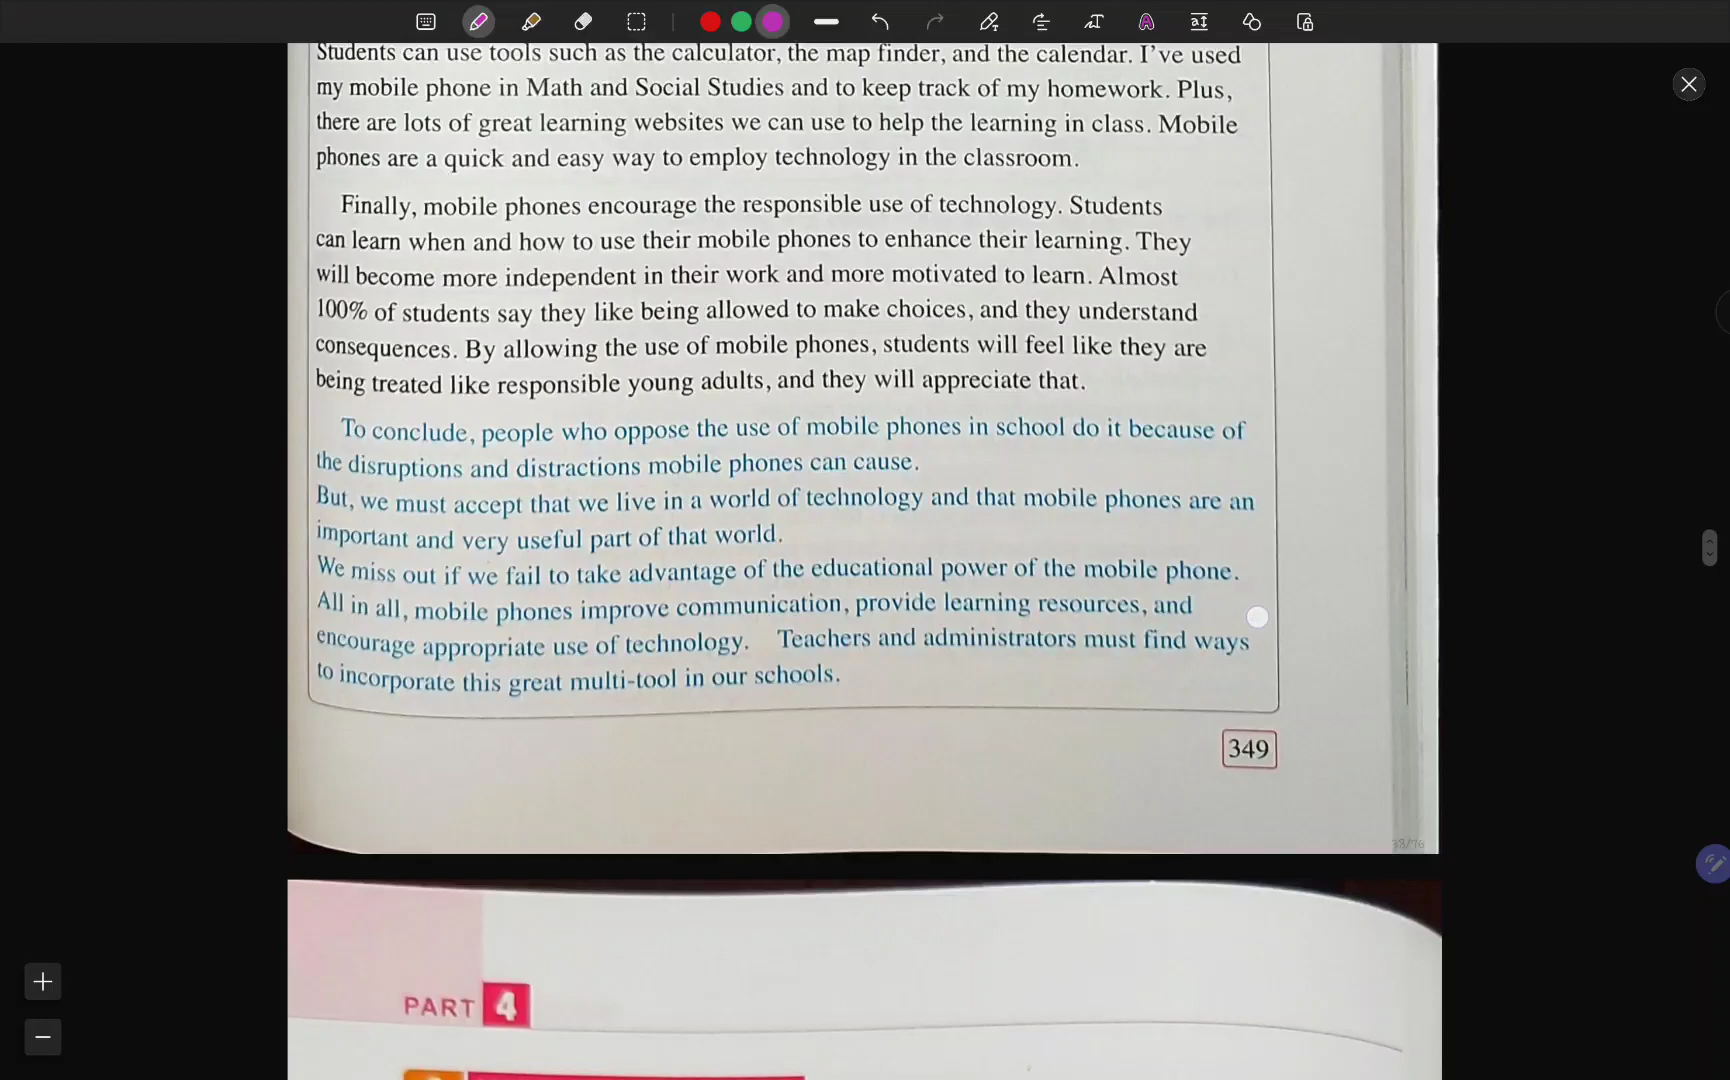 Students can use tools such as the calculator, the map finder, and the calendar. I've used
my mobile phone in Math and Social Studies and to keep track of my homework. Plus,
there are lots of great learning websites we can use to help the learning in class. Mobile
phones are a quick and easy way to employ technology in the classroom.
Finally, mobile phones encourage the responsible use of technology. Students
can learn when and how to use their mobile phones to enhance their learning. They
will become more independent in their work and more motivated to learn. Almost
100% of students say they like being allowed to make choices, and they understand
consequences. By allowing the use of mobile phones, students will feel like they are
being treated like responsible young adults, and they will appreciate that.
To conclude, people who oppose the use of mobile phones in school do it because of
the disruptions and distractions mobile phones can cause.
But, we must accept that we live in a world of technology and that mobile phones are an
important and very useful part of that world.
We miss out if we fail to take advantage of the educational power of the mobile phone.
All in all, mobile phones improve communication, provide learning resources, and
encourage appropriate use of technology. Teachers and administrators must find ways
to incorporate this great multi-tool in our schools.
349
38/76
PART 4